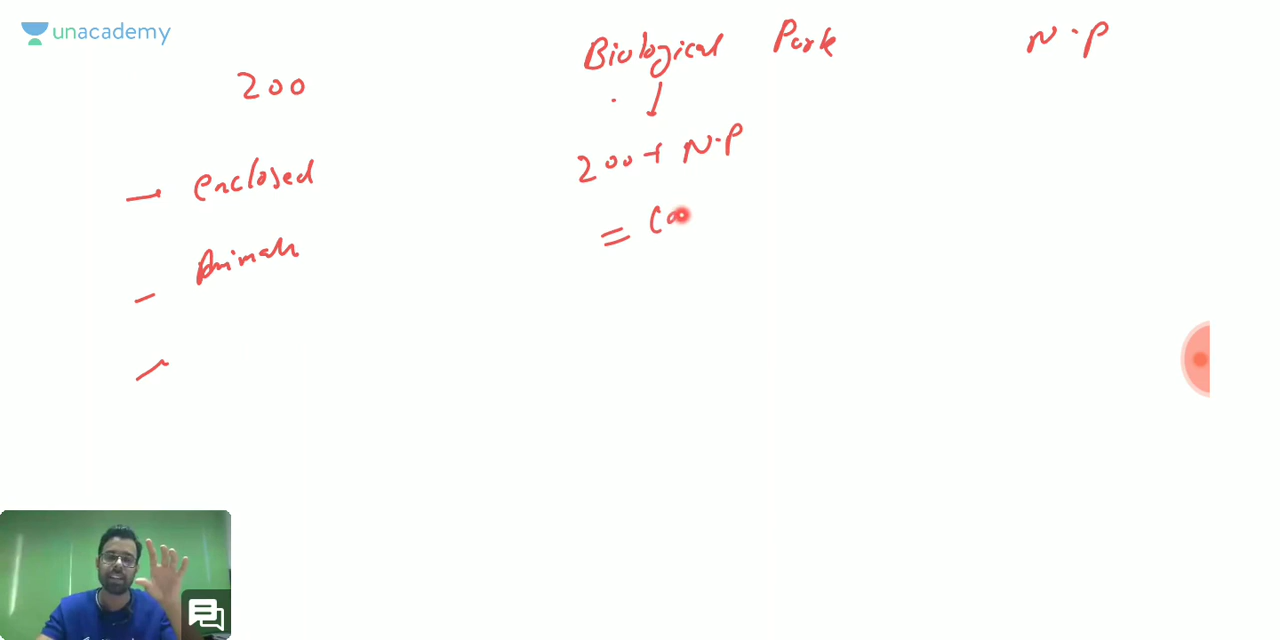 unacademy
200
Biological Park
N.P
enclosed
200 + N.P
Animals
= (